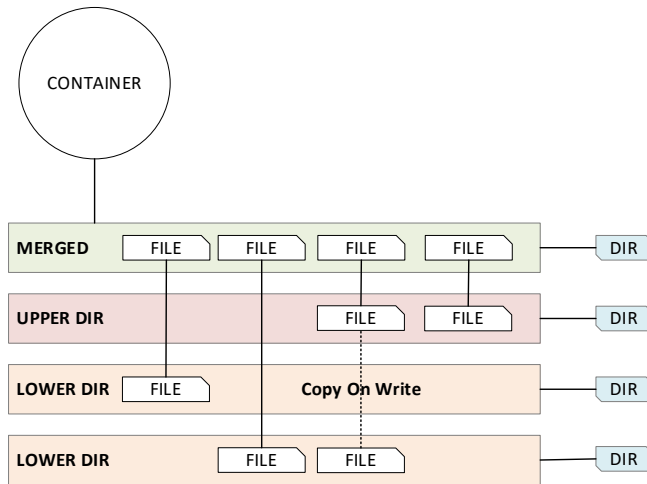 CONTAINER
MERGED FILE FILE FILE FILE DIR
UPPER DIR FILE FILE DIR
LOWER DIR FILE Copy On Write DIR
LOWER DIR FILE FILE DIR